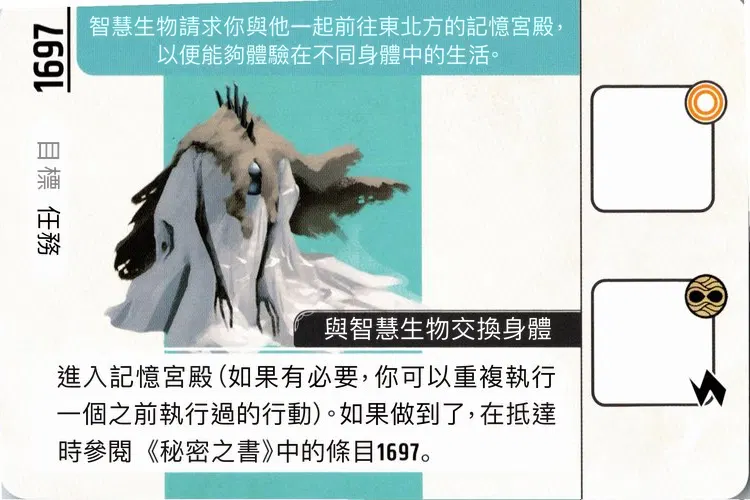 智慧生物請求你與他一起前往東北方的記憶宮殿，
以便能夠體驗在不同身體中的生活。
1697
目標 任務
與智慧生物交換身體
進入記憶宮殿（如果有必要，你可以重複執行
一個之前執行過的行動）。如果做到了，在抵達
時參閱《秘密之書》中的條目1697。